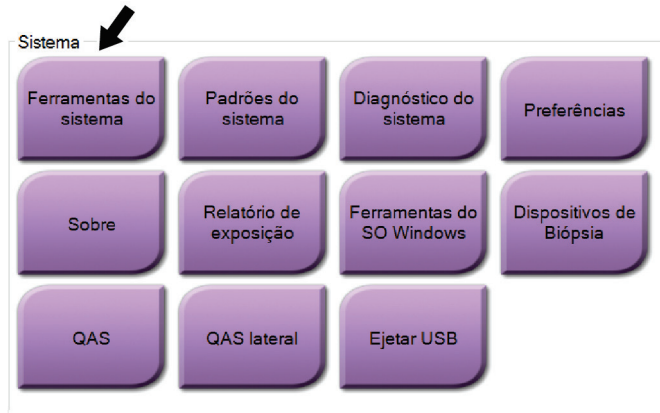 Sistema
Ferramentas do
sistema
Padrões do
sistema
Diagnóstico do
sistema
Preferências
Sobre
Relatório de
exposição
Ferramentas do
SO Windows
Dispositivos de
Biópsia
QAS
QAS lateral
Ejetar USB